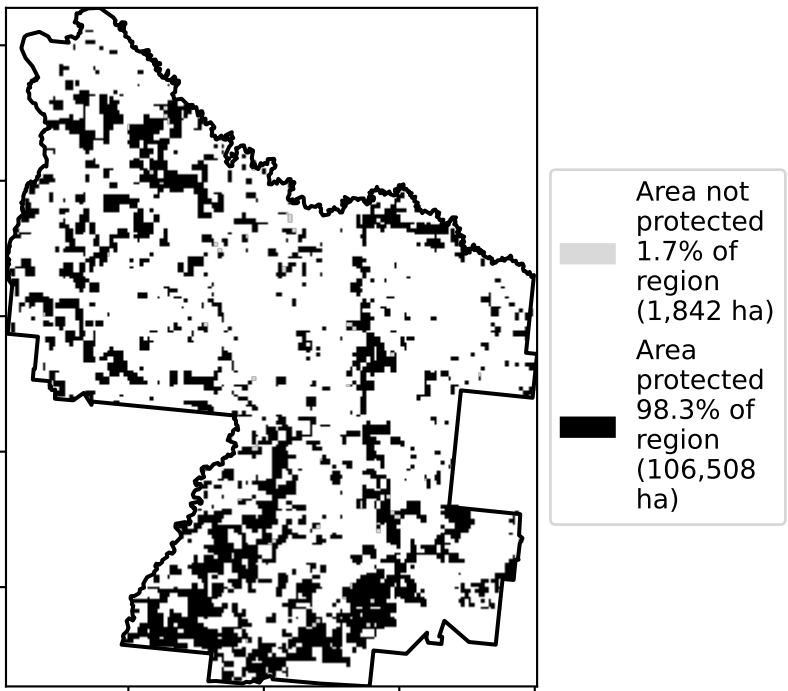 Area not
protected
1.7% of
region
(1,842 ha)
Area
protected
98.3% of
region
(106,508
ha)